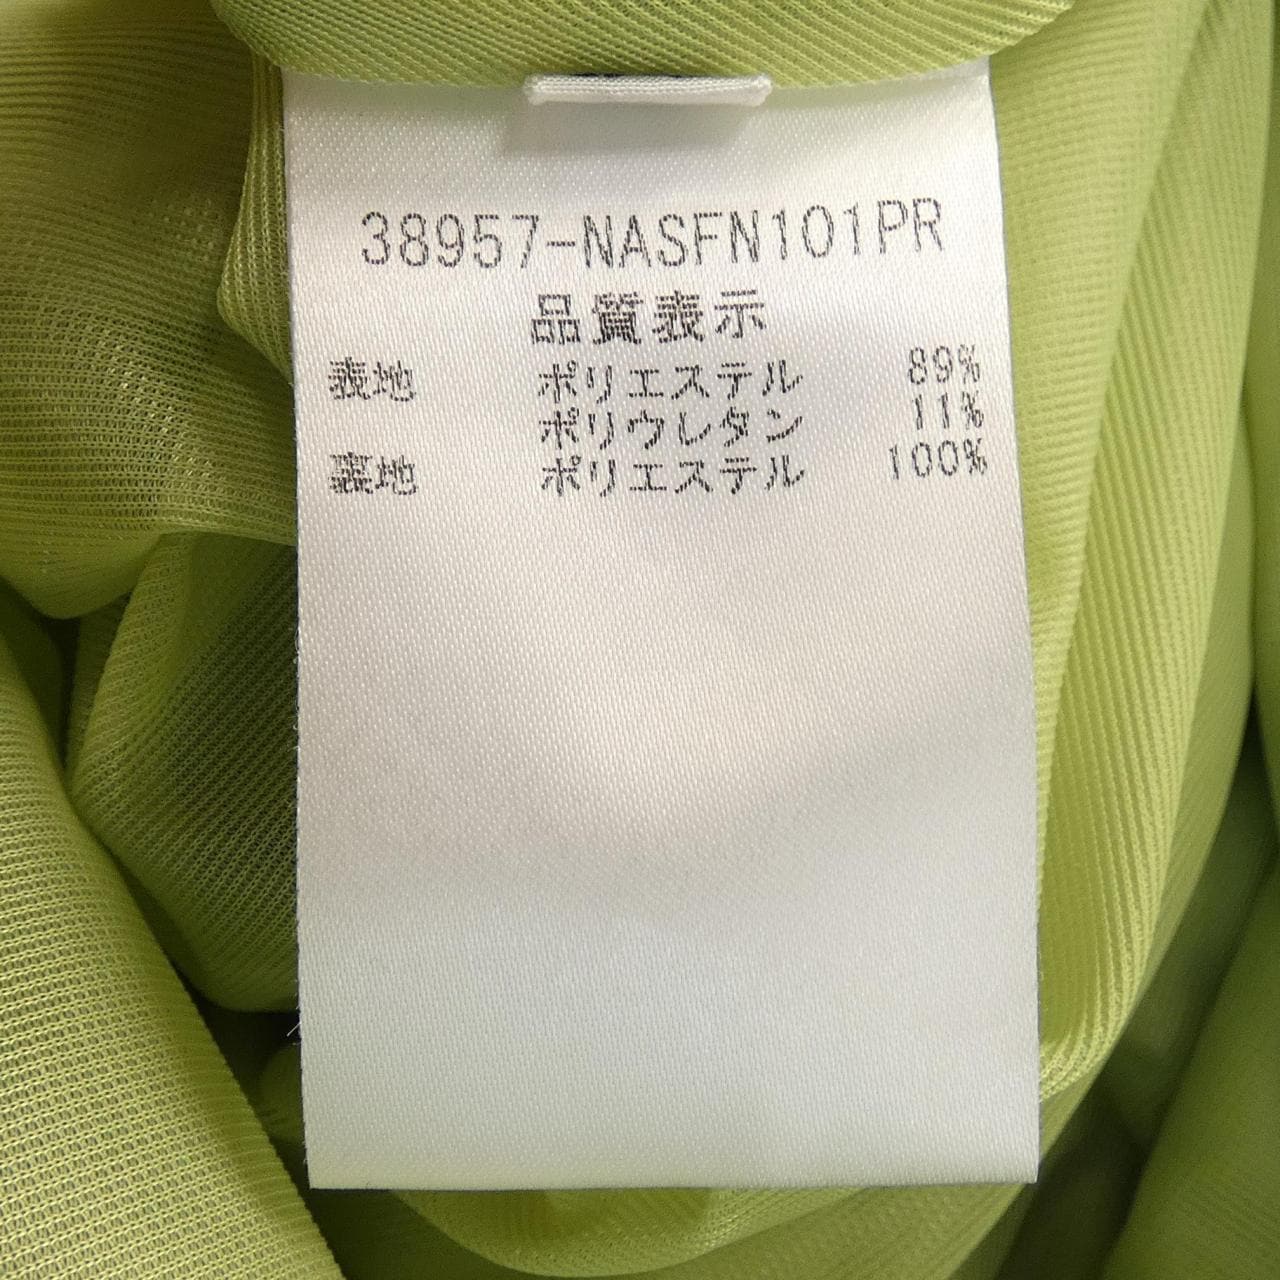 38957-NASFN101PR
品質表示
表地 ポリエステル 89%
ポリウレタン 11%
裏地 ポリエステル 100%